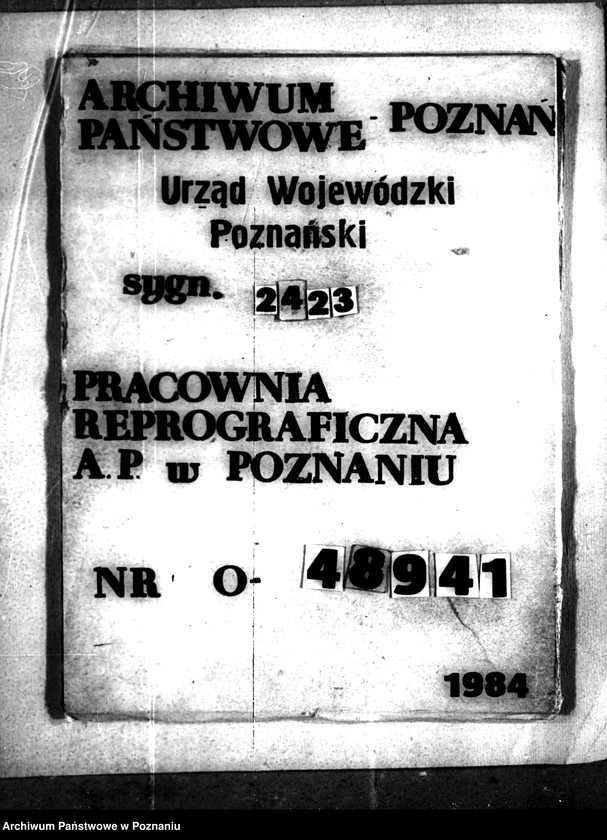 ARCHIWUM
PAŃSTWOWE - POZNAŃ
Urząd Wojewódzki
Poznański
sygn. 2423
PRACOWNIA
REPROGRAFICZNA
A.P. w POZNANIU
NR O- 48941
1984
Archiwum Państwowe w Poznaniu